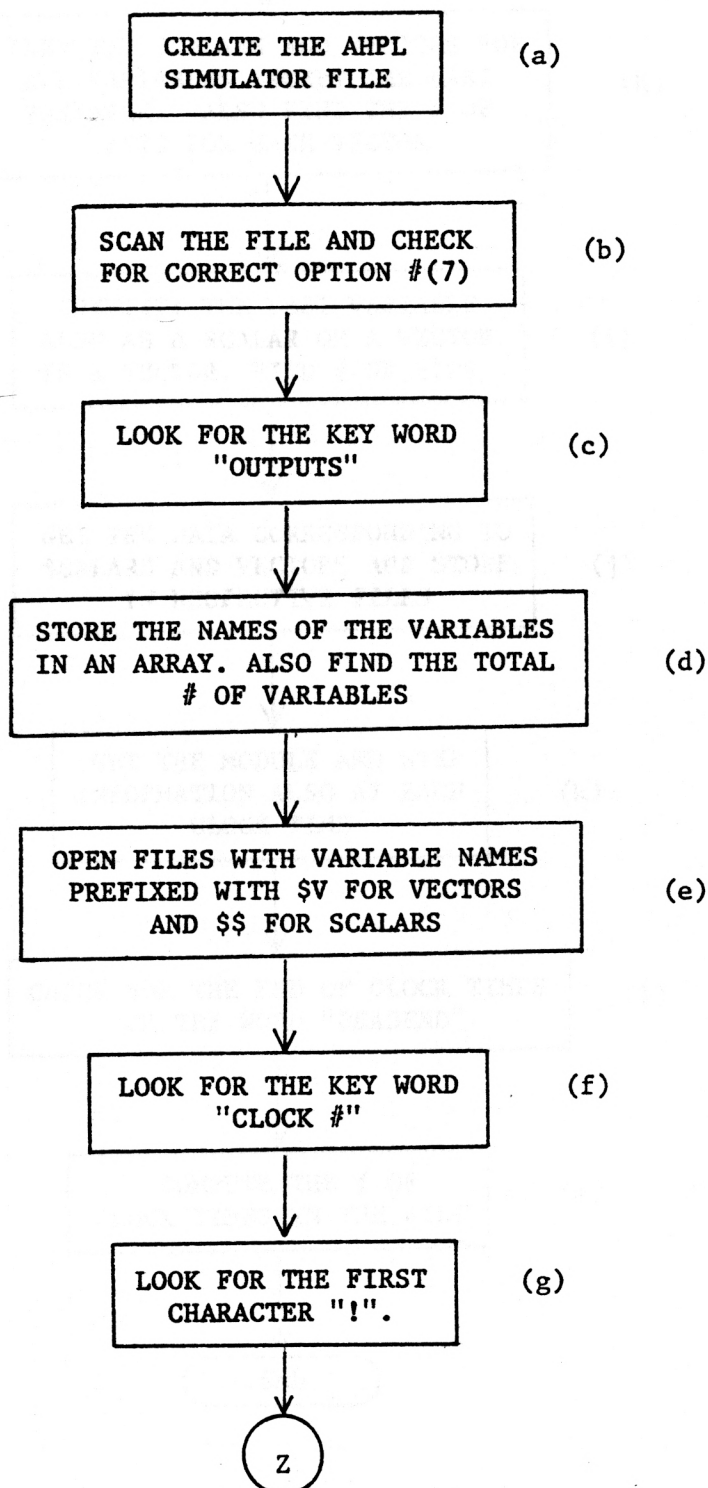 CREATE THE AHPL
SIMULATOR FILE
(a)
SCAN THE FILE AND CHECK
FOR CORRECT OPTION #(7)
(b)
LOOK FOR THE KEY WORD
"OUTPUTS"
(c)
STORE THE NAMES OF THE VARIABLES
IN AN ARRAY. ALSO FIND THE TOTAL
# OF VARIABLES
(d)
OPEN FILES WITH VARIABLE NAMES
PREFIXED WITH $V FOR VECTORS
AND $$ FOR SCALARS
(e)
LOOK FOR THE KEY WORD
"CLOCK #"
(f)
LOOK FOR THE FIRST
CHARACTER "!".
(g)
Z